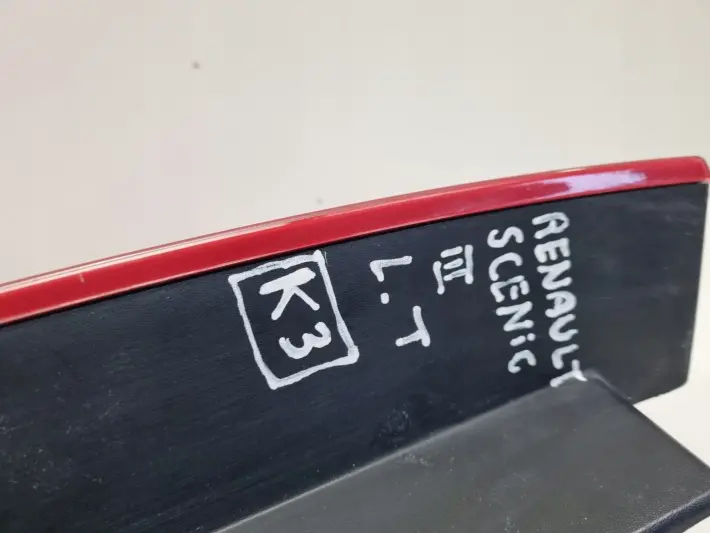 RENAULT
SCENiC
III
L.T
K3